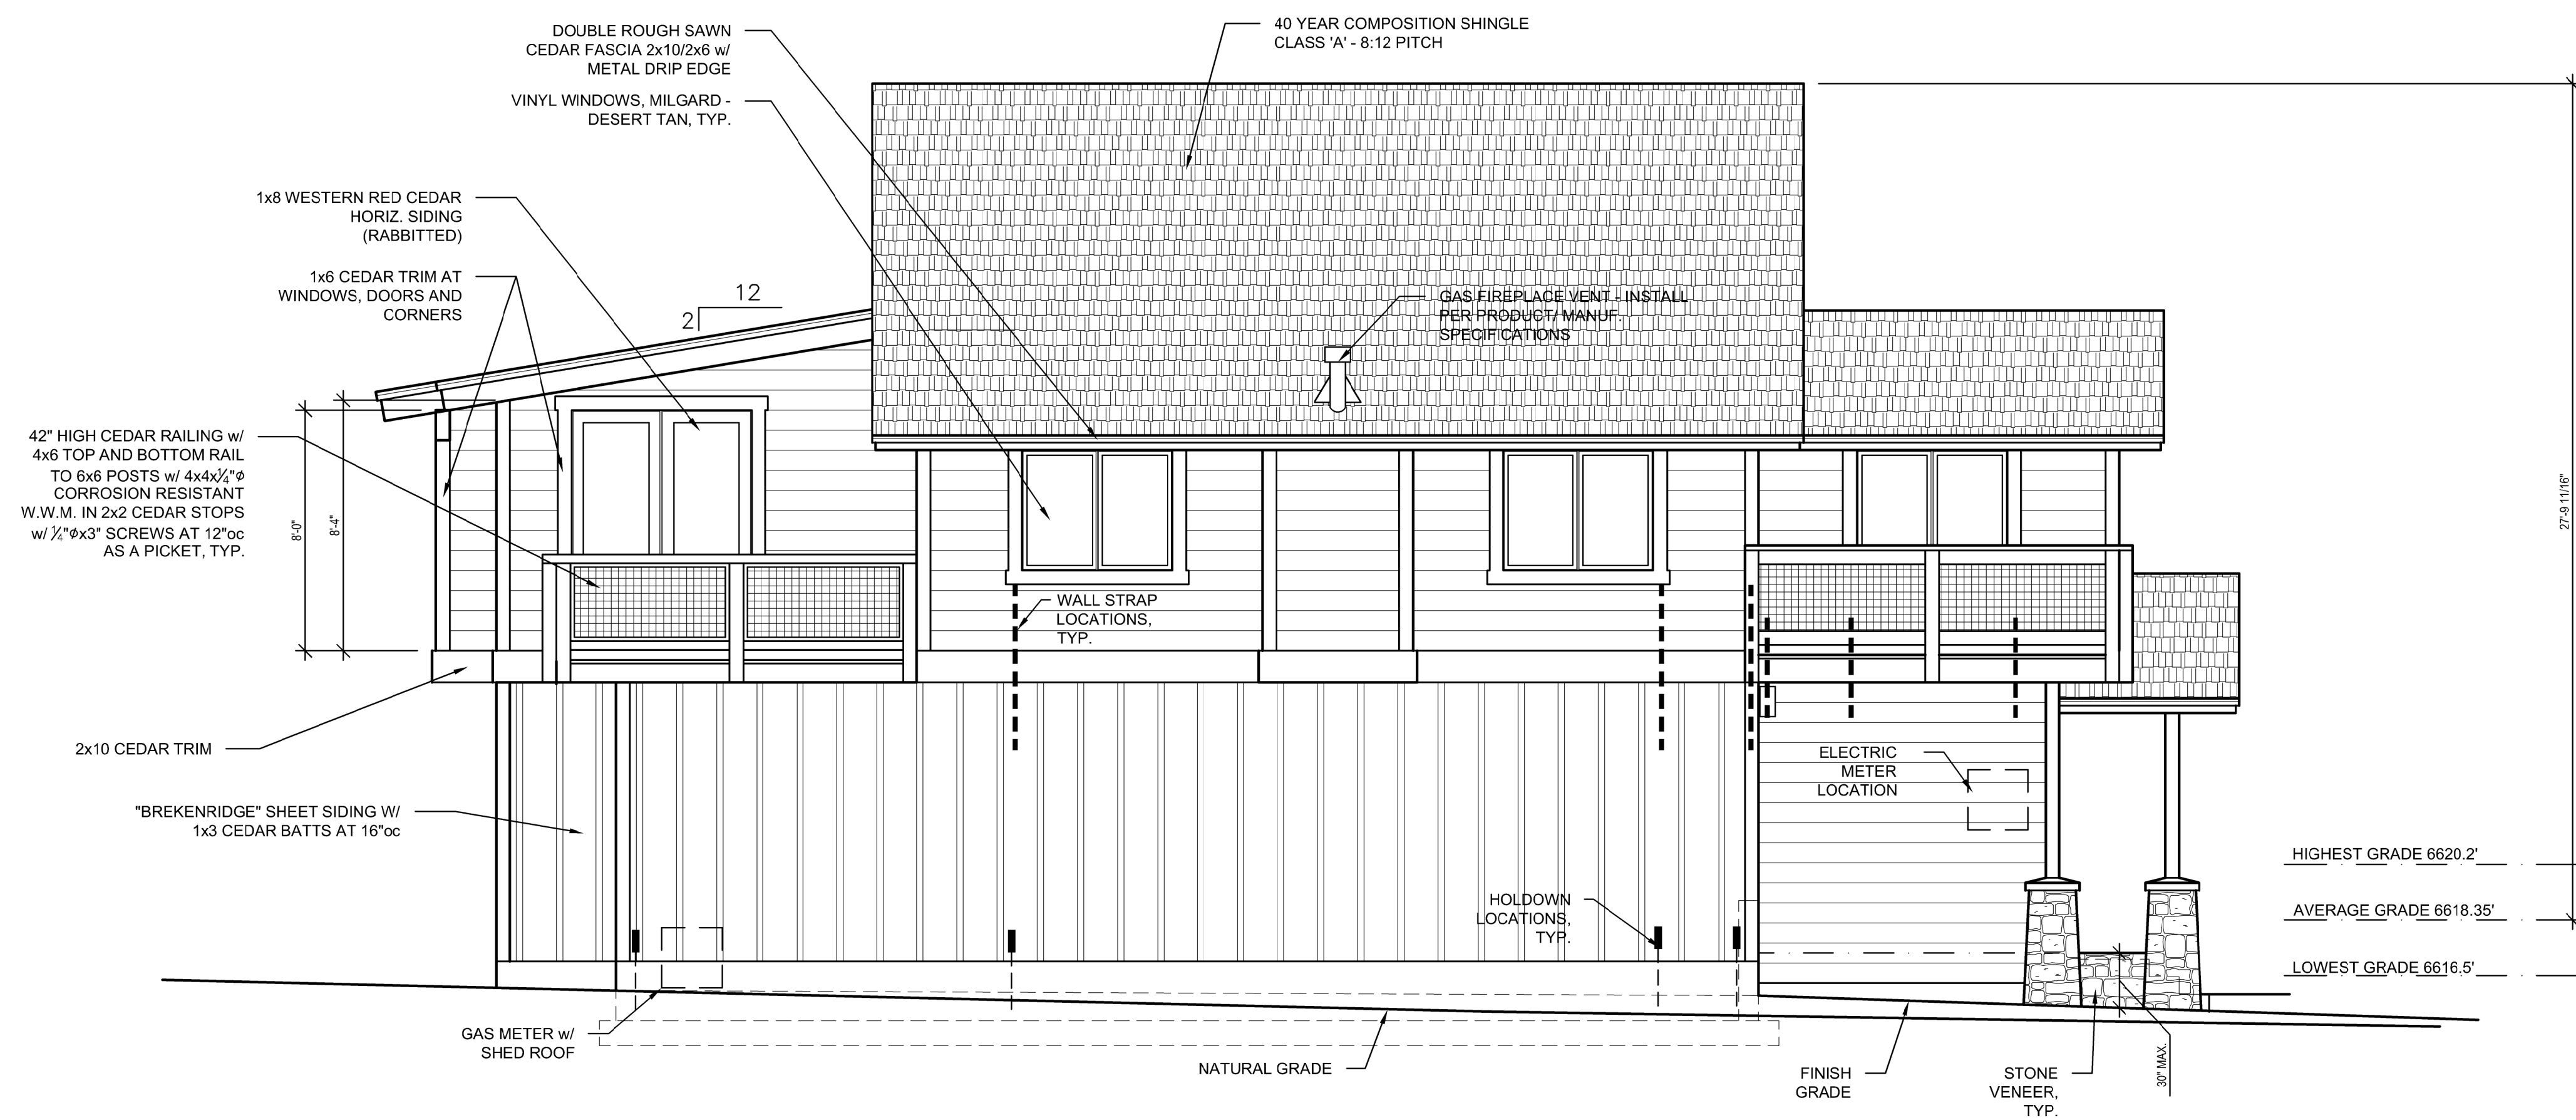 DOUBLE ROUGH SAWN
CEDAR FASCIA 2x10/2x6 w/
METAL DRIP EDGE
40 YEAR COMPOSITION SHINGLE
CLASS 'A' - 8:12 PITCH
VINYL WINDOWS, MILGARD -
DESERT TAN, TYP.
1x8 WESTERN RED CEDAR
HORIZ. SIDING
(RABBITTED)
1x6 CEDAR TRIM AT
WINDOWS, DOORS AND
CORNERS
12
2
GAS FIREPLACE VENT - INSTALL
PER PRODUCT/ MANUF.
SPECIFICATIONS
42" HIGH CEDAR RAILING w/
4x6 TOP AND BOTTOM RAIL
TO 6x6 POSTS w/ 4x4x¼"ϕ
CORROSION RESISTANT
W.W.M. IN 2x2 CEDAR STOPS
w/ ¼"ϕx3" SCREWS AT 12"oc
AS A PICKET, TYP.
8'-0"
8'-4"
27'-9 11/16"
WALL STRAP
LOCATIONS,
TYP.
2x10 CEDAR TRIM
ELECTRIC
METER
LOCATION
"BREKENRIDGE" SHEET SIDING W/
1x3 CEDAR BATTS AT 16"oc
HIGHEST GRADE 6620.2'
HOLDOWN
LOCATIONS,
TYP.
AVERAGE GRADE 6618.35'
LOWEST GRADE 6616.5'
GAS METER w/
SHED ROOF
NATURAL GRADE
FINISH
GRADE
STONE
VENEER,
TYP.
30" MAX.